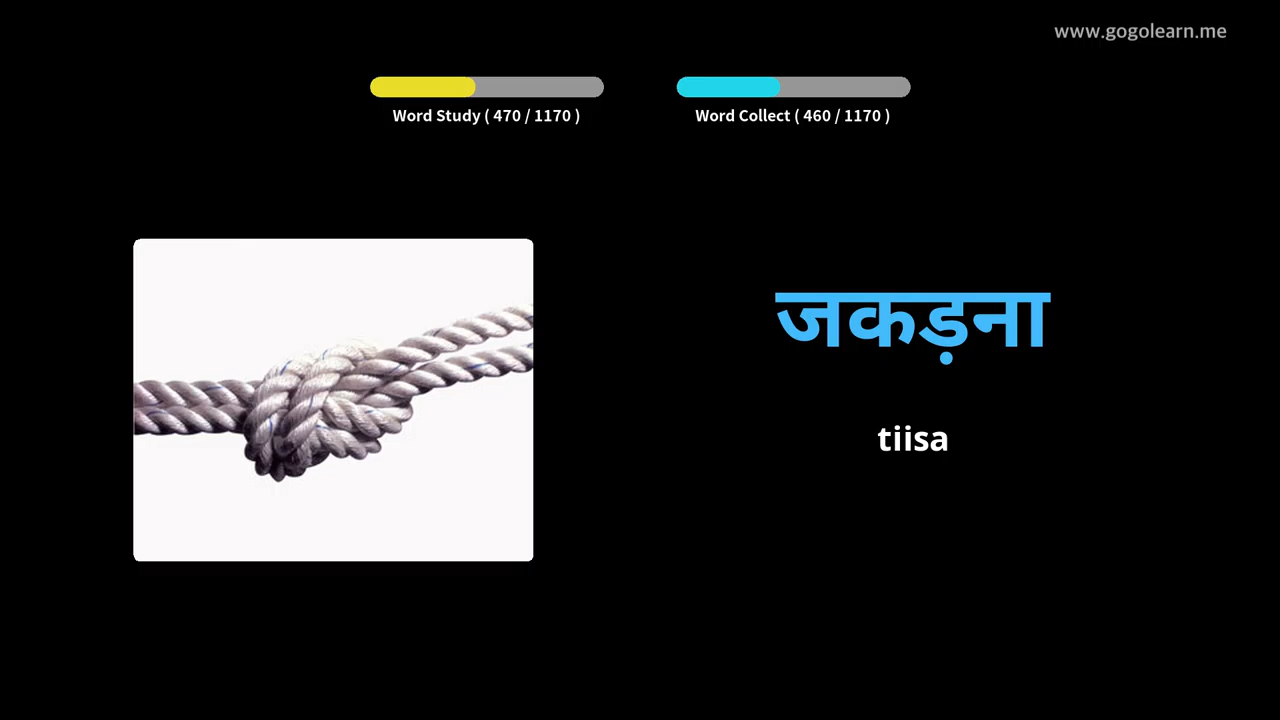 www.gogolearn.me
Word Study ( 470 / 1170 )
Word Collect ( 460 / 1170 )
जकड़ना
tiisa